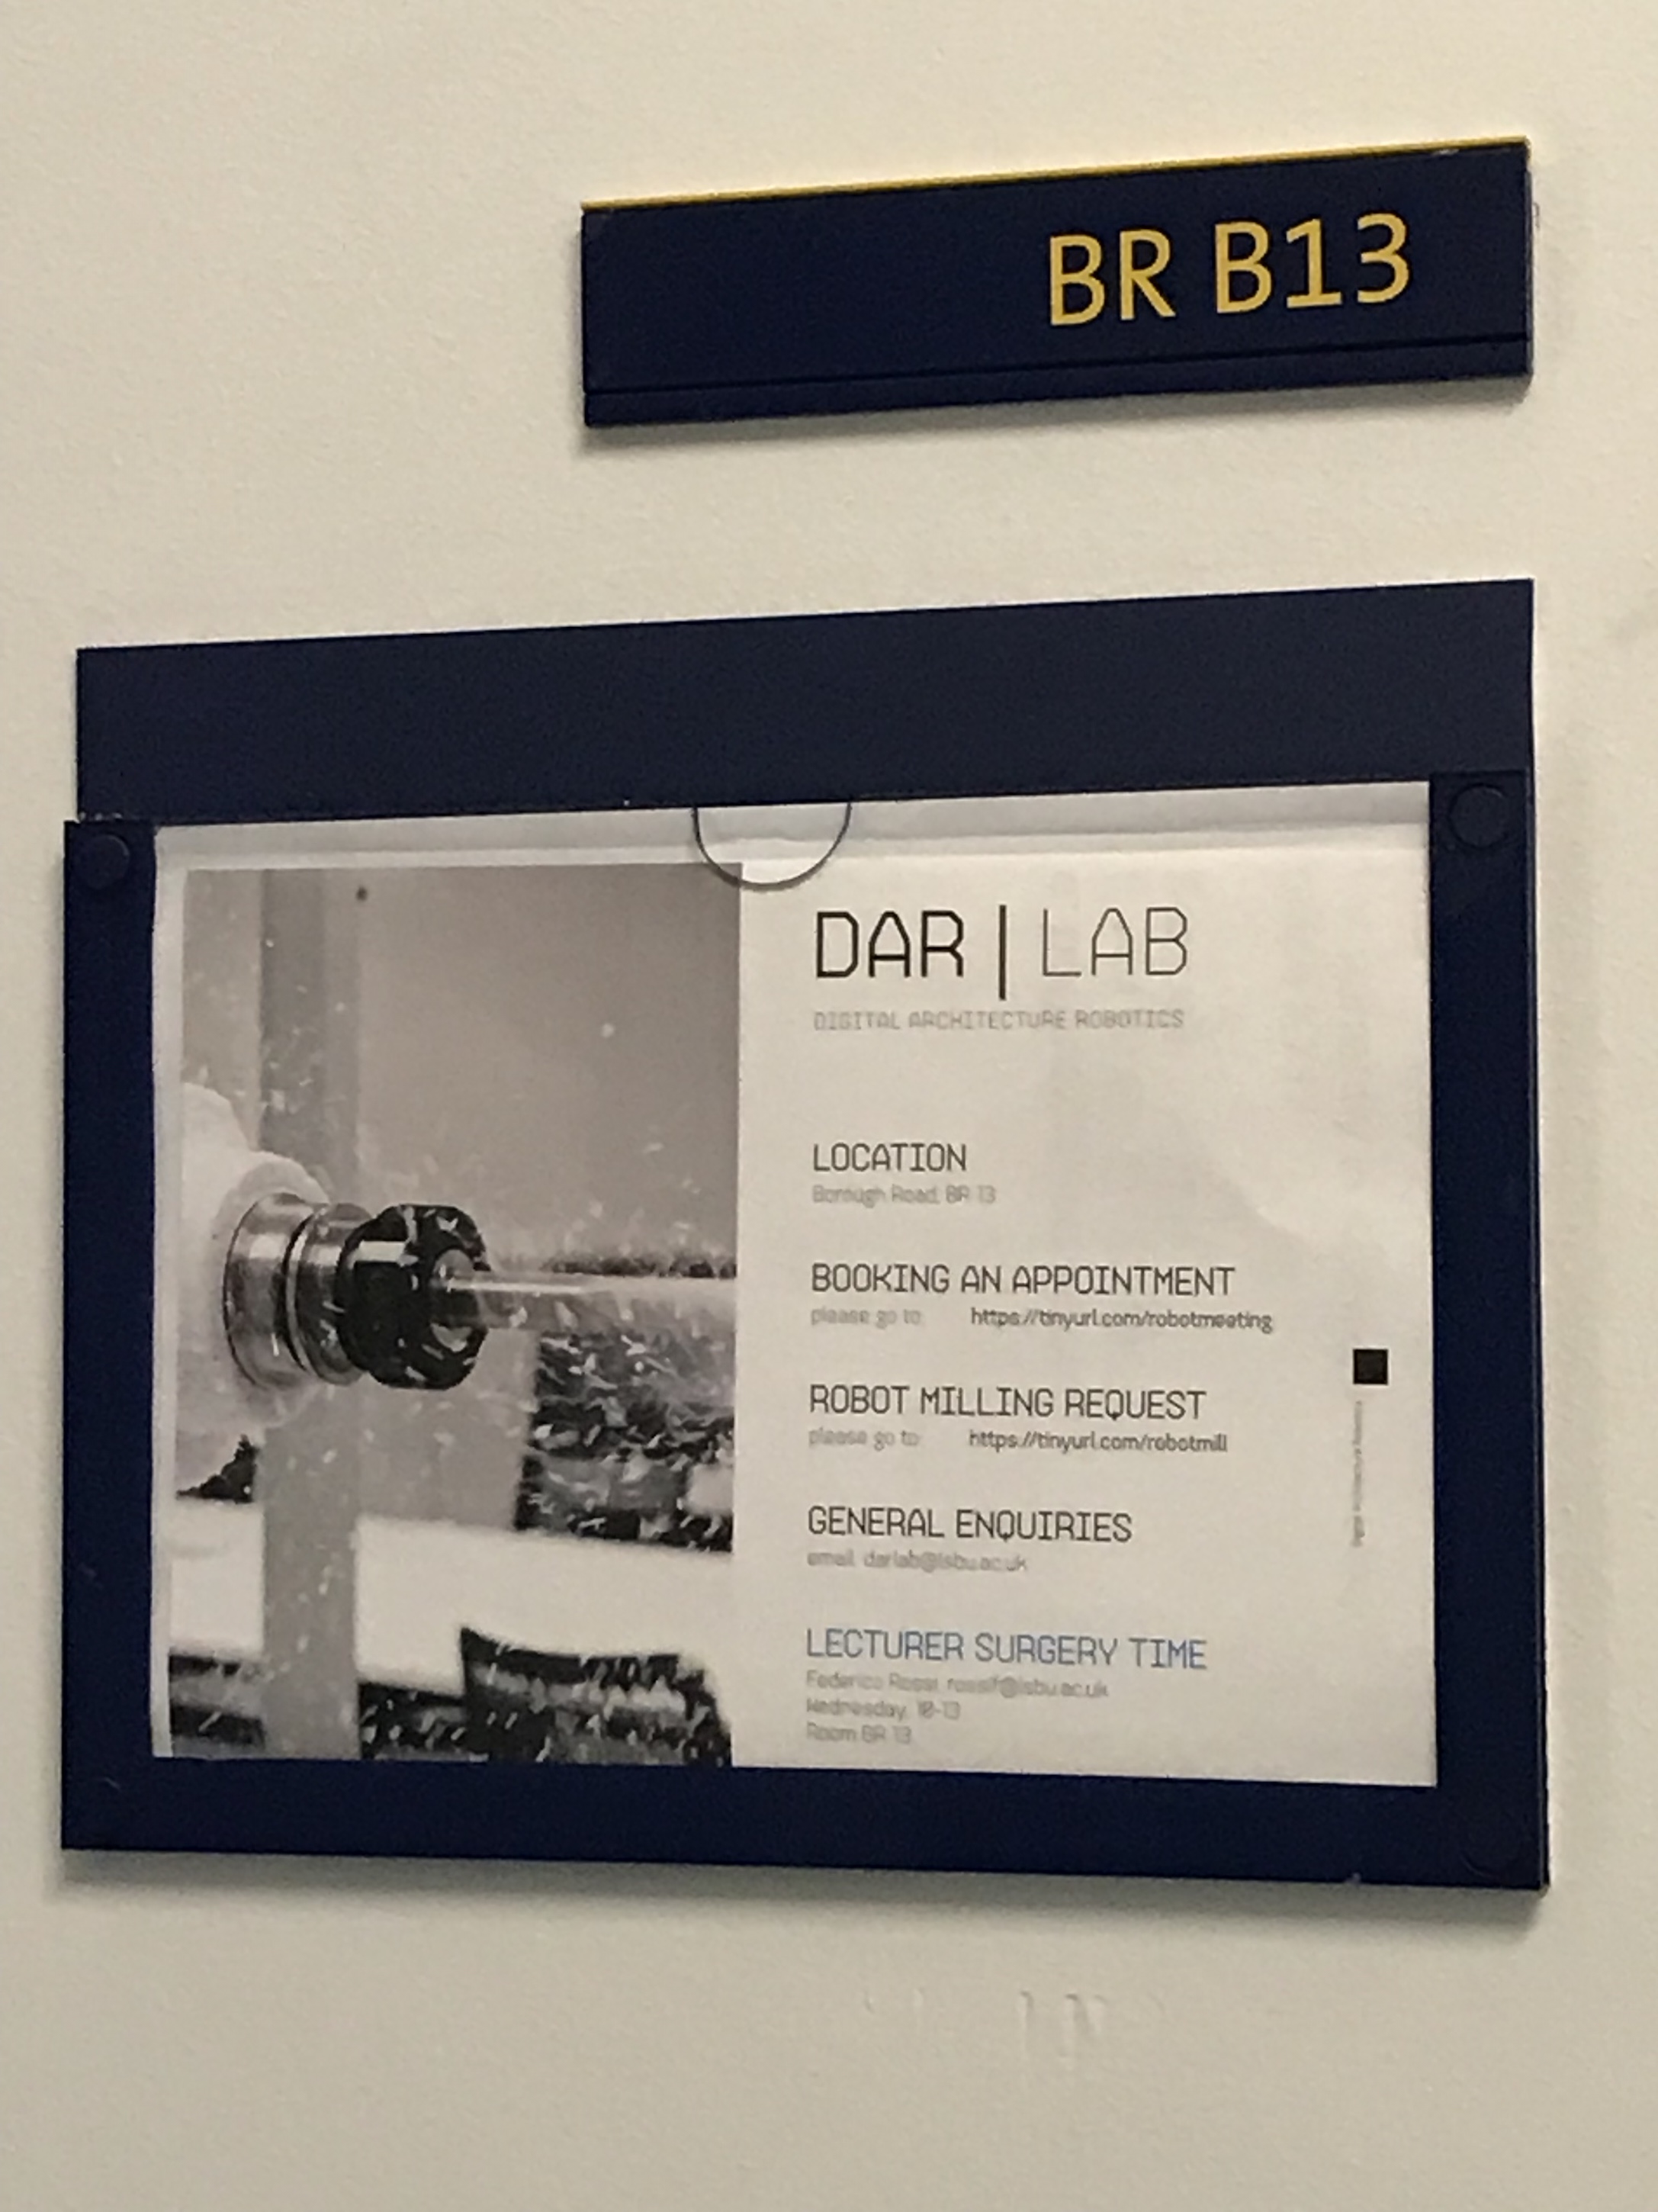 BR B13
DAR | LAB
DIGITAL ARCHITECTURE ROBOTICS
LOCATION
Borough Road, BR 13
BOOKING AN APPOINTMENT
please go to: https://tinyurl.com/robotmeeting
ROBOT MILLING REQUEST
please go to: https://tinyurl.com/robotmill
GENERAL ENQUIRIES
email: darlab@lsbu.ac.uk
LECTURER SURGERY TIME
Federico Rossi, rossif@lsbu.ac.uk
Wednesday, 10-13
Room BR 13